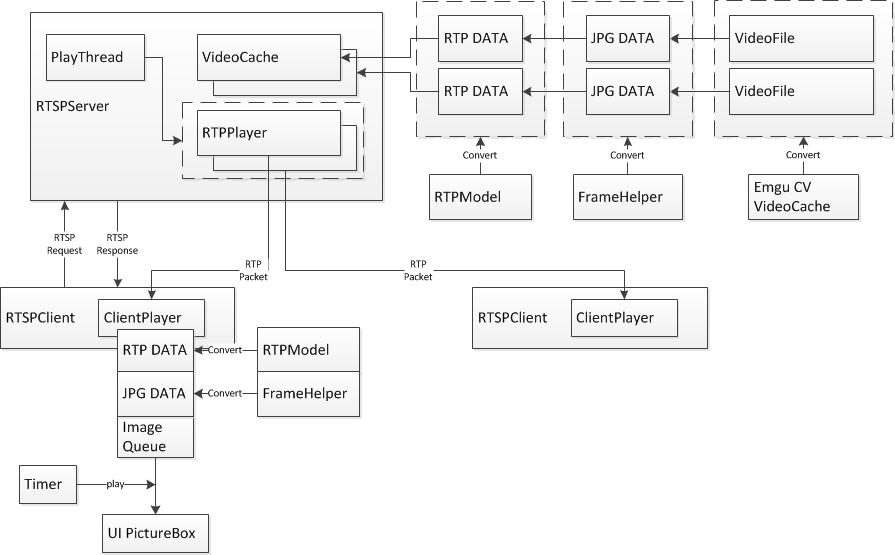 PlayThread
VideoCache
RTSPServer
RTPPlayer
RTP DATA
JPG DATA
VideoFile
RTP DATA
JPG DATA
VideoFile
Convert
Convert
Convert
RTPModel
FrameHelper
Emgu CV
VideoCache
RTSP
Request
RTSP
Response
RTP
Packet
RTP
Packet
RTSPClient
ClientPlayer
RTSPClient
ClientPlayer
RTP DATA
Convert
RTPModel
JPG DATA
Convert
FrameHelper
Image
Queue
Timer
play
UI PictureBox